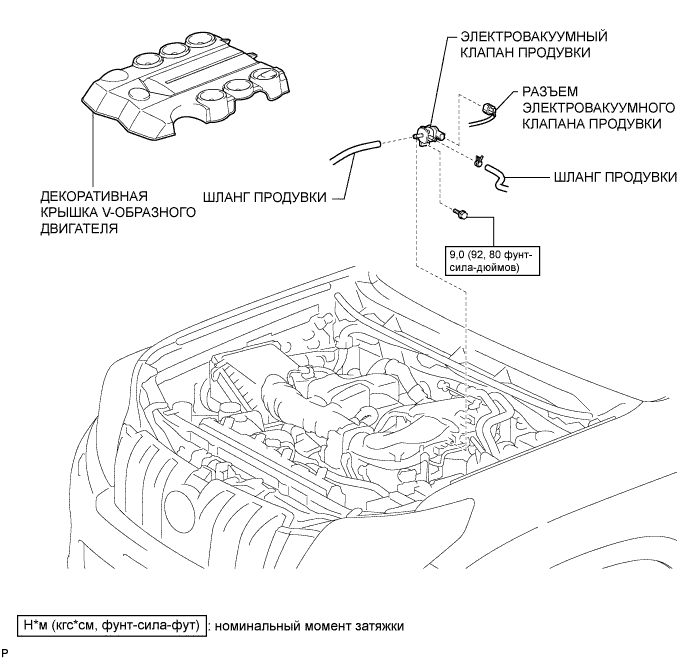 ЭЛЕКТРОВАКУУМНЫЙ
КЛАПАН ПРОДУВКИ
РАЗЪЕМ
ЭЛЕКТРОВАКУУМНОГО
КЛАПАНА ПРОДУВКИ
ДЕКОРАТИВНАЯ
КРЫШКА V-ОБРАЗНОГО
ДВИГАТЕЛЯ
ШЛАНГ ПРОДУВКИ
ШЛАНГ ПРОДУВКИ
9,0 (92, 80 фунт-
сила-дюймов)
Н*м (кгс*см, фунт-сила-фут) : номинальный момент затяжки
P